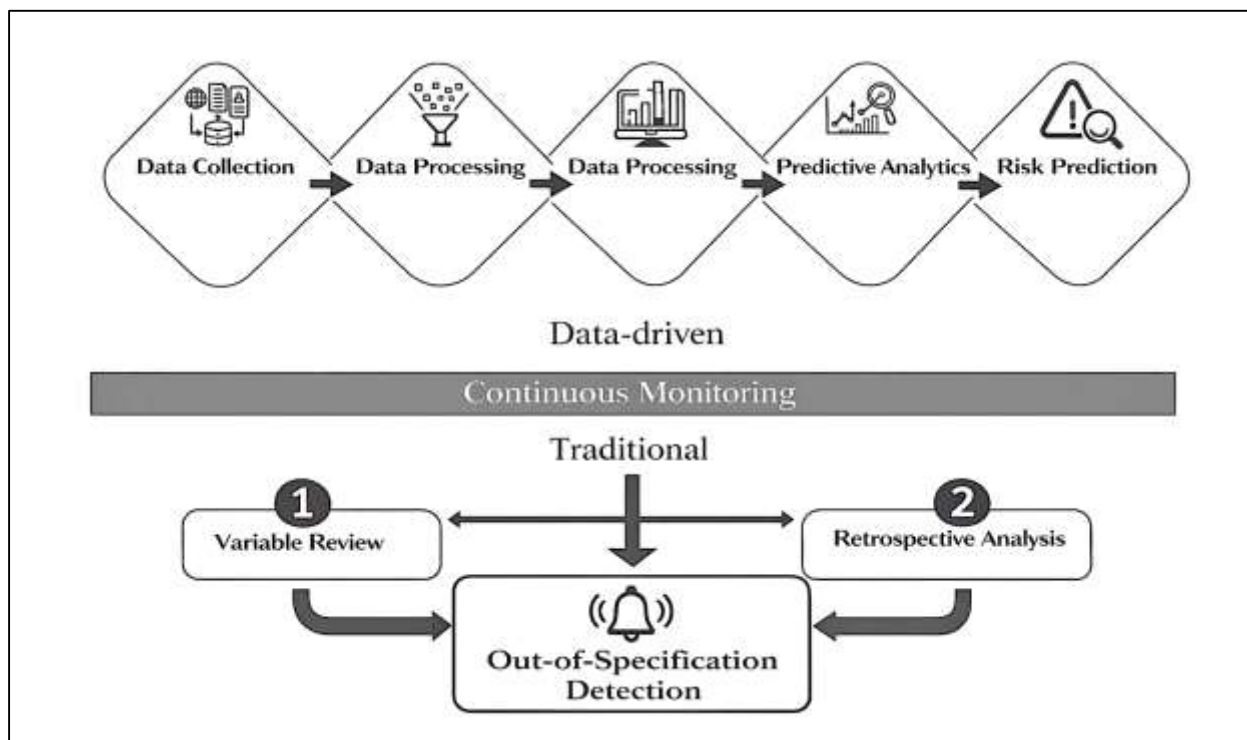 Data Collection
Data Processing
Data Processing
Predictive Analytics
Risk Prediction
Data-driven
Continuous Monitoring
Traditional
1
Variable Review
2
Retrospective Analysis
Out-of-Specification
Detection